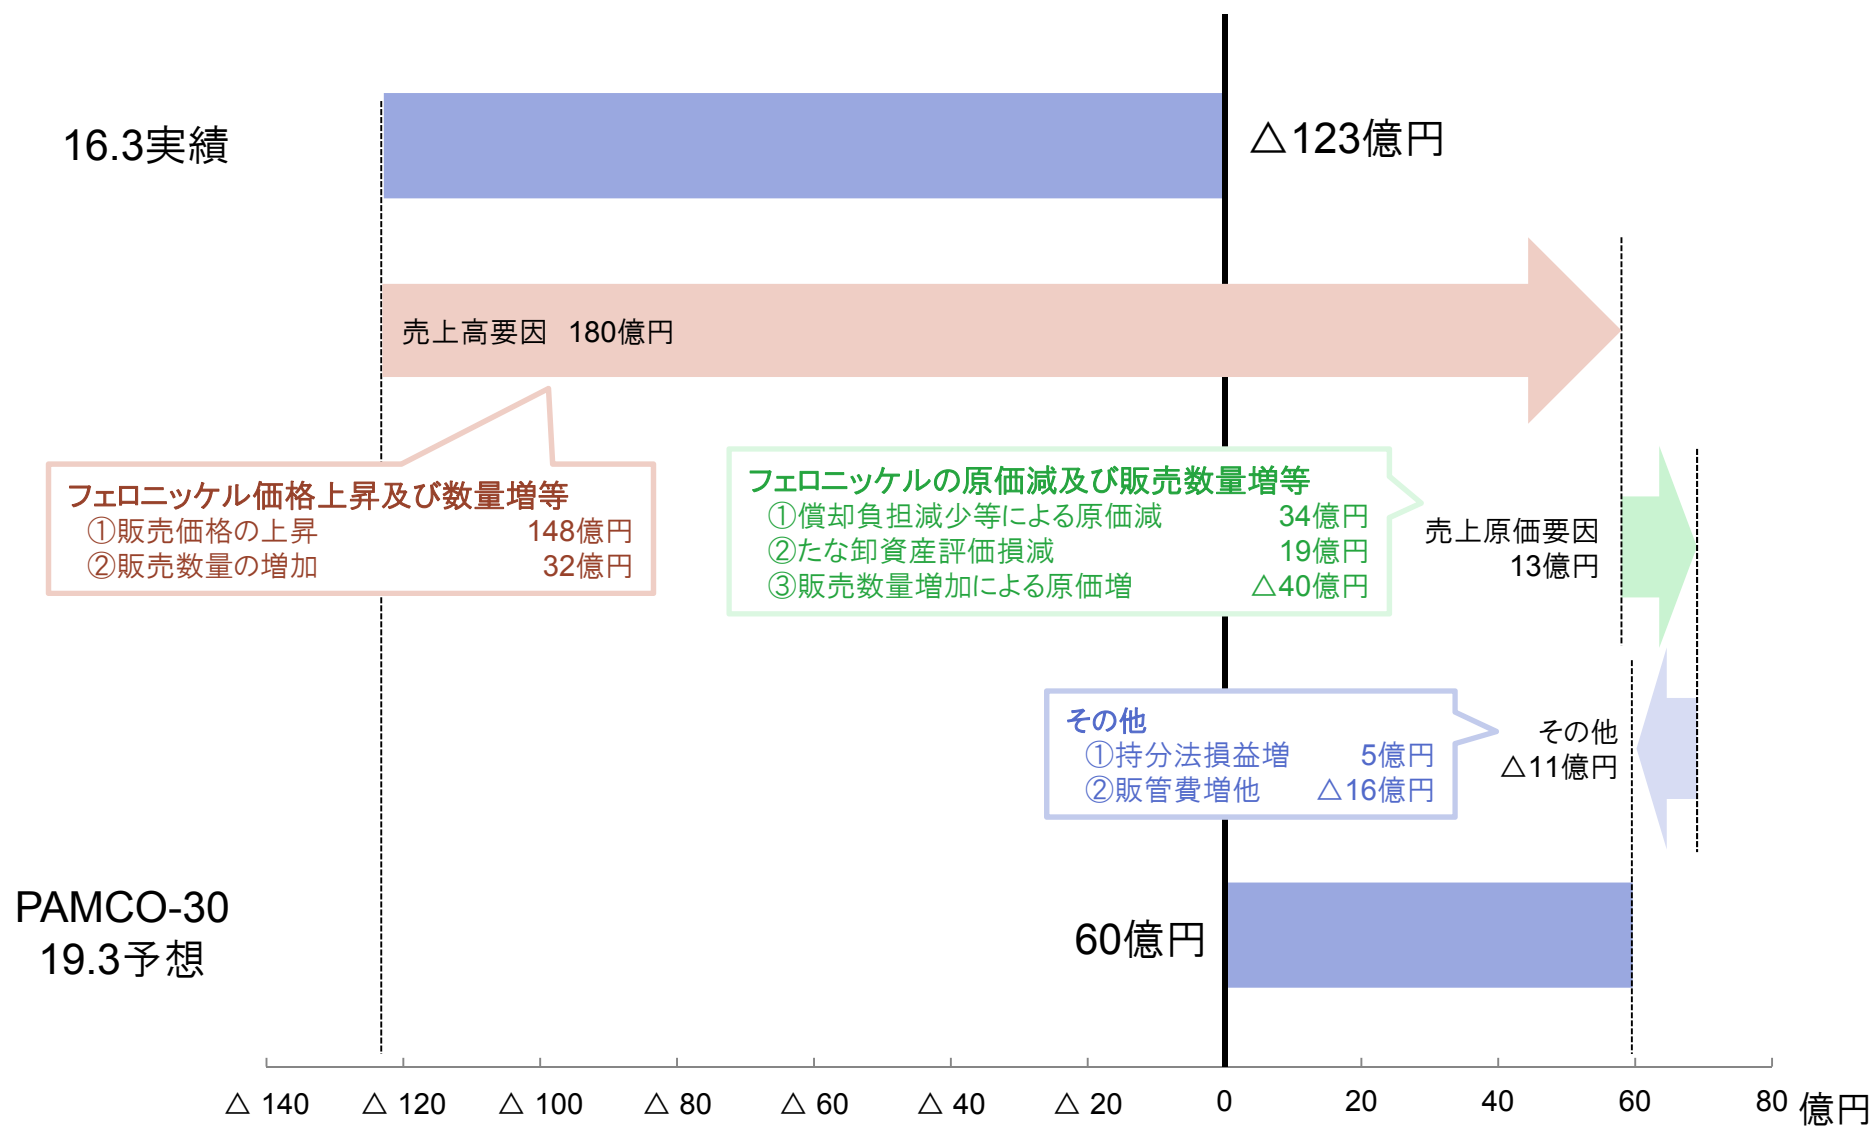 16.3実績
△123億円
売上高要因 180億円
フェロニッケル価格上昇及び数量増等
①販売価格の上昇 148億円
②販売数量の増加 32億円
フェロニッケルの原価減及び販売数量増等
①償却負担減少等による原価減 34億円
②たな卸資産評価損減 19億円
③販売数量増加による原価増 △40億円
売上原価要因
13億円
その他
①持分法損益増 5億円
②販管費増他 △16億円
その他
△11億円
PAMCO-30
19.3予想
60億円
△ 140 △ 120 △ 100 △ 80 △ 60 △ 40 △ 20 0 20 40 60 80 億円